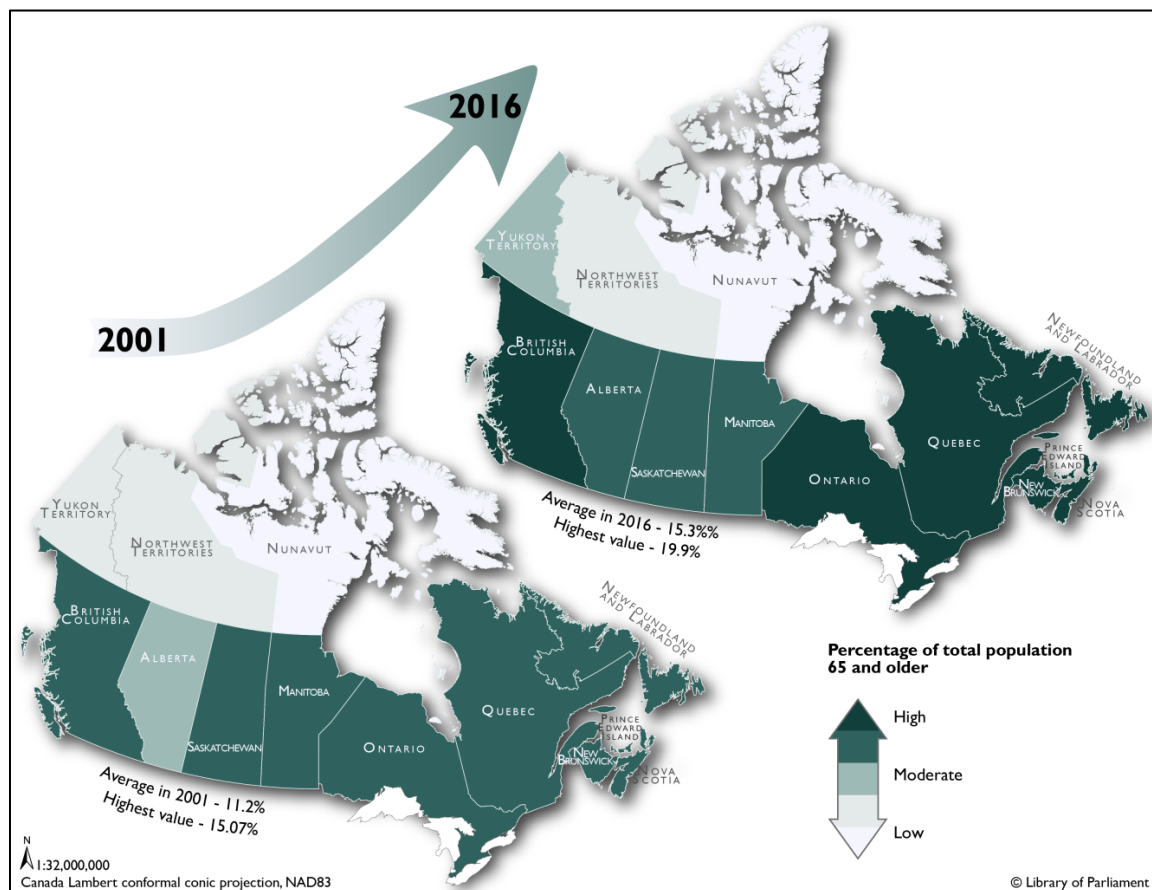 2016
2001
YUKON
TERRITORY
NORTHWEST
TERRITORIES
NUNAVUT
BRITISH
COLUMBIA
ALBERTA
SASKATCHEWAN
MANITOBA
ONTARIO
QUEBEC
NEWFOUNDLAND
AND LABRADOR
PRINCE
EDWARD
ISLAND
NEW
BRUNSWICK
NOVA
SCOTIA
Average in 2016 - 15.3%%
Highest value - 19.9%
YUKON
TERRITORY
NORTHWEST
TERRITORIES
NUNAVUT
BRITISH
COLUMBIA
ALBERTA
SASKATCHEWAN
MANITOBA
ONTARIO
QUEBEC
NEWFOUNDLAND
AND LABRADOR
PRINCE
EDWARD
ISLAND
NEW
BRUNSWICK
NOVA
SCOTIA
Average in 2001 - 11.2%
Highest value - 15.07%
Percentage of total population
65 and older
High
Moderate
Low
N
1:32,000,000
Canada Lambert conformal conic projection, NAD83
© Library of Parliament